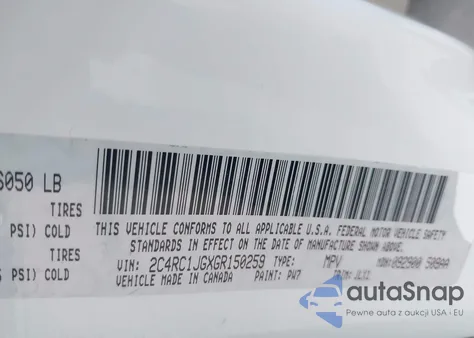 6050 LB
TIRES
PSI) COLD
TIRES
PSI) COLD
THIS VEHICLE CONFORMS TO ALL APPLICABLE U.S.A. FEDERAL MOTOR VEHICLE SAFETY
STANDARDS IN EFFECT ON THE DATE OF MANUFACTURE SHOWN ABOVE.
VIN: 2C4RC1JGXGR150259 TYPE: MPV
VEHICLE MADE IN CANADA PAINT: PW7 TRIM:
autoSnap
Pewne auta z aukcji USA - EU